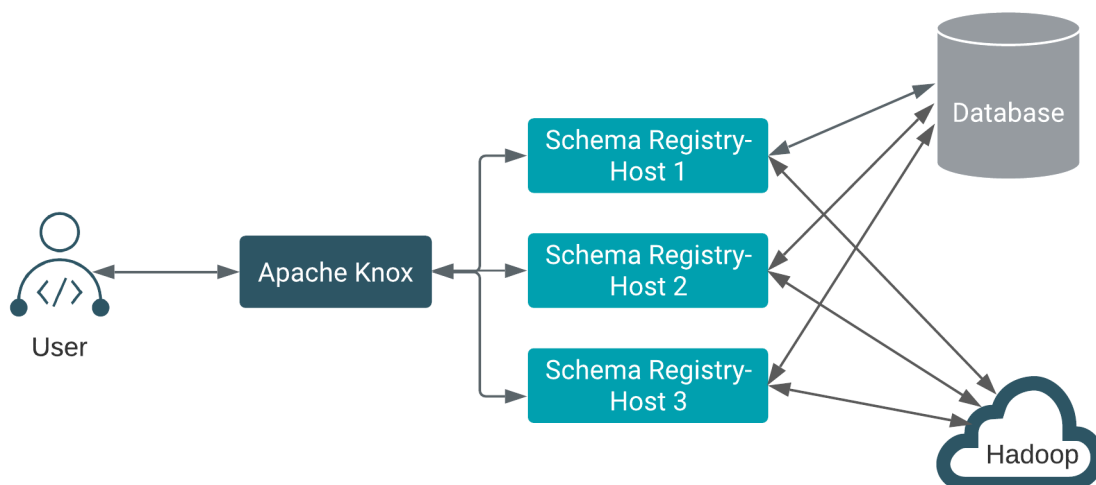 User
</>
Apache Knox
Schema Registry-
Host 1
Schema Registry-
Host 2
Schema Registry-
Host 3
Database
Hadoop